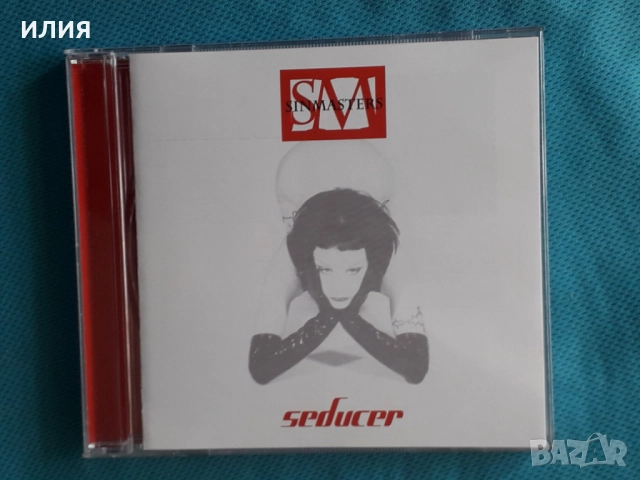 илия
SM
SINMASTERS
seducer
BAZAR